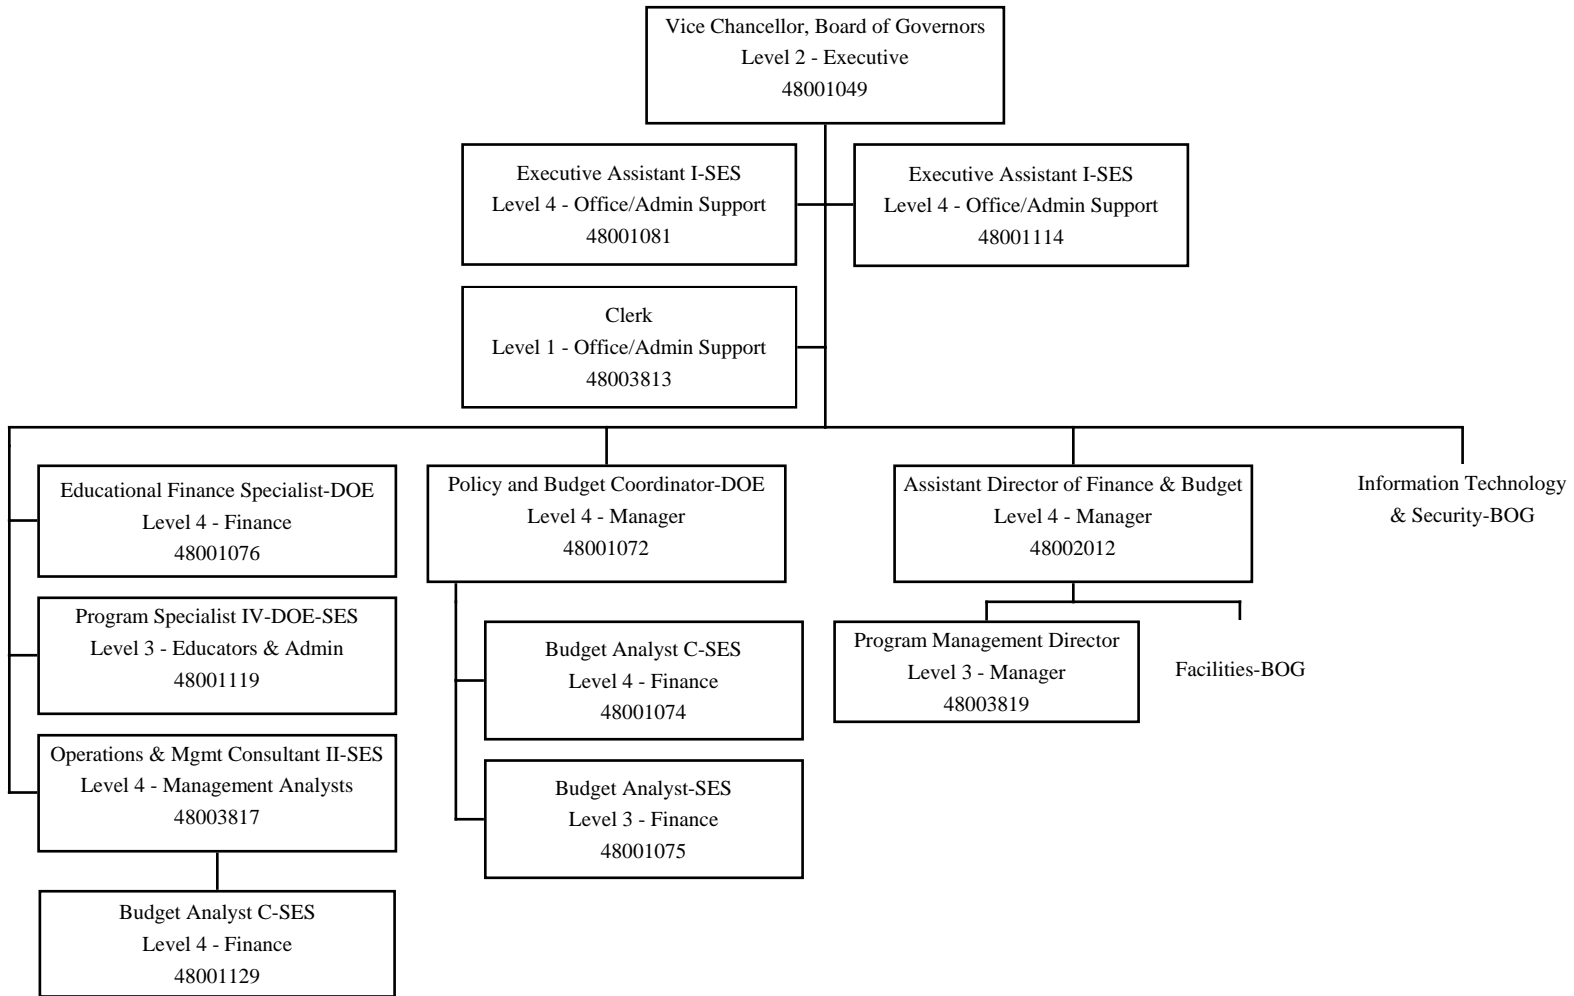 Vice Chancellor, Board of Governors
Level 2 - Executive
48001049
Executive Assistant I-SES
Level 4 - Office/Admin Support
48001081
Executive Assistant I-SES
Level 4 - Office/Admin Support
48001114
Clerk
Level 1 - Office/Admin Support
48003813
Educational Finance Specialist-DOE
Level 4 - Finance
48001076
Program Specialist IV-DOE-SES
Level 3 - Educators & Admin
48001119
Operations & Mgmt Consultant II-SES
Level 4 - Management Analysts
48003817
Budget Analyst C-SES
Level 4 - Finance
48001129
Policy and Budget Coordinator-DOE
Level 4 - Manager
48001072
Budget Analyst C-SES
Level 4 - Finance
48001074
Budget Analyst-SES
Level 3 - Finance
48001075
Assistant Director of Finance & Budget
Level 4 - Manager
48002012
Program Management Director
Level 3 - Manager
48003819
Facilities-BOG
Information Technology
& Security-BOG